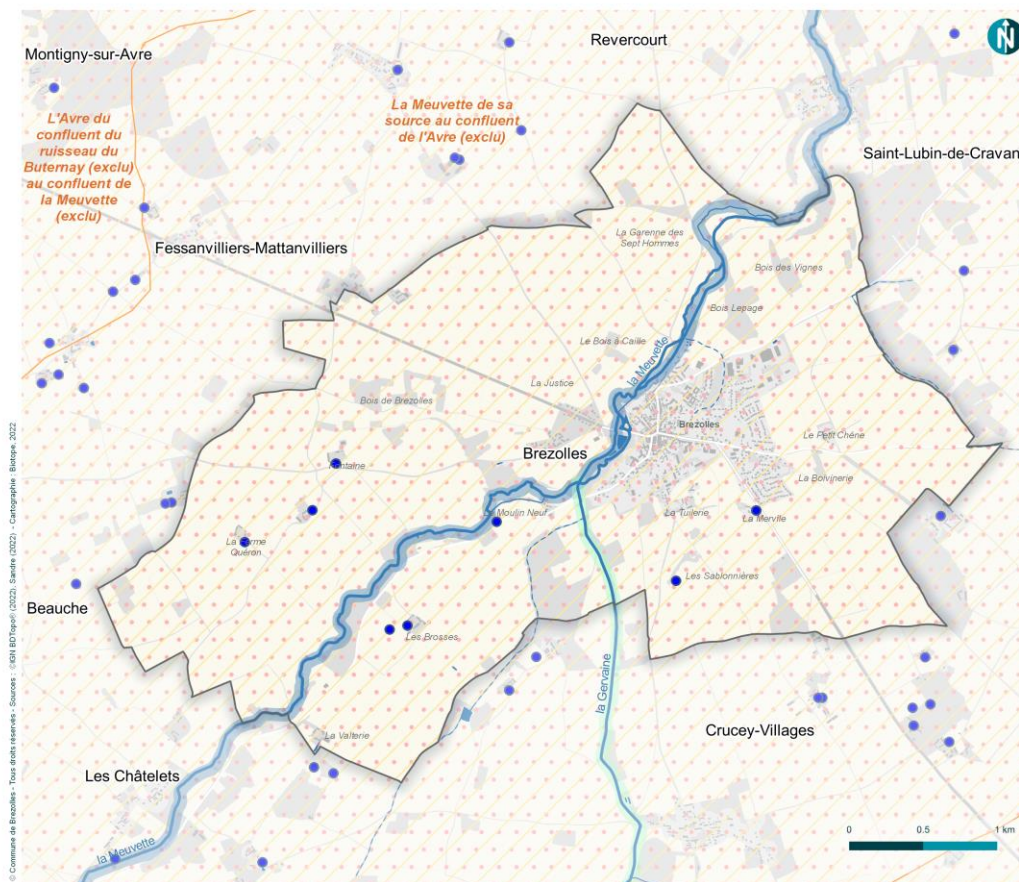 Revercourt
N
Montigny-sur-Avre
La Meuvette de sa
source au confluent
de l'Avre (exclu)
L'Avre du
confluent du
ruisseau du
Buternay (exclu)
au confluent de
la Meuvette
(exclu)
Saint-Lubin-de-Cravan
Fessanvilliers-Mattanvilliers
La Garenne des
Sept Hommes
Bois des Vignes
Bois Lepage
Le Bois à Caille
la Meuvette
La Justice
Bois de Brezolles
Brezolles
Le Petit Chêne
Brezolles
La Bolvinerie
Le Moulin Neuf
La Tuilerie
La Merville
La Ferme
Quéron
Les Sablonnières
Beauche
Les Brosses
la Gervaine
La Valterie
Crucey-Villages
Les Châtelets
la Meuvette
0 0.5 1 km
© Commune de Brezolles - Tous droits réservés - Sources : ©IGN BDTopo® (2022), Sandre (2022) - Cartographie : Biotope, 2022